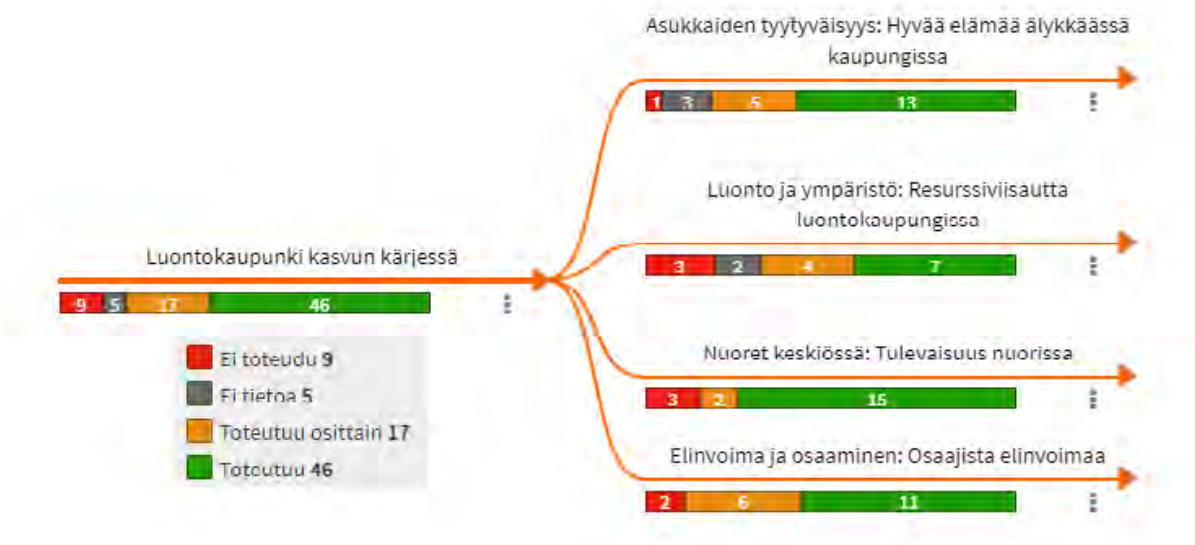 Asukkaiden tyytyväisyys: Hyvää elämää älykkäässä
kaupungissa
1 3 5 13
Luonto ja ympäristö: Resurssiviisautta
luontokaupungissa
3 2 4 7
Luontokaupunki kasvun kärjessä
9 5 17 46
Ei toteudu 9
Ei tietoa 5
Toteutuu osittain 17
Toteutuu 46
Nuoret keskiössä: Tulevaisuus nuorissa
3 2 15
Elinvoima ja osaaminen: Osaajista elinvoimaa
2 6 11